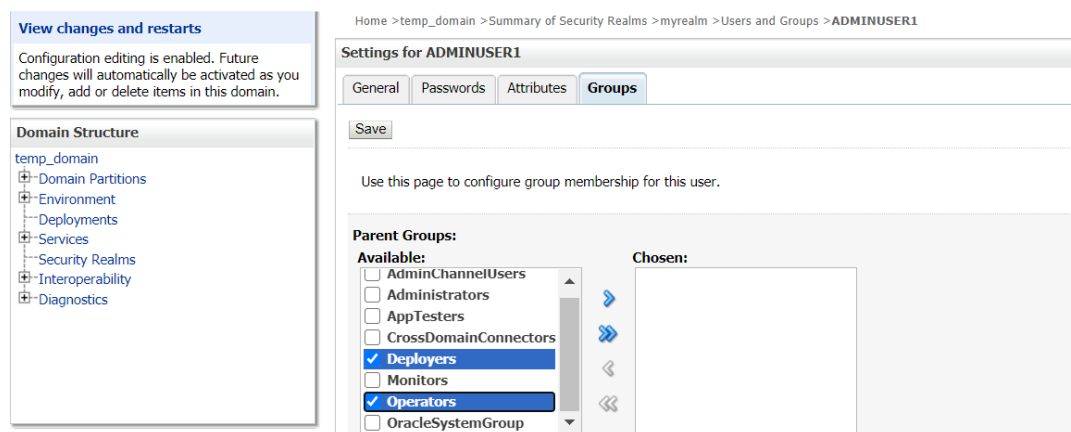 View changes and restarts
Configuration editing is enabled. Future
changes will automatically be activated as you
modify, add or delete items in this domain.
Domain Structure
temp_domain
Domain Partitions
Environment
Deployments
Services
Security Realms
Interoperability
Diagnostics
Home >temp_domain >Summary of Security Realms >myrealm >Users and Groups >ADMINUSER1
Settings for ADMINUSER1
General Passwords Attributes Groups
Save
Use this page to configure group membership for this user.
Parent Groups:
Available: Chosen:
AdminChannelUsers
Administrators
AppTesters
CrossDomainConnectors
Deployers
Monitors
Operators
OracleSystemGroup